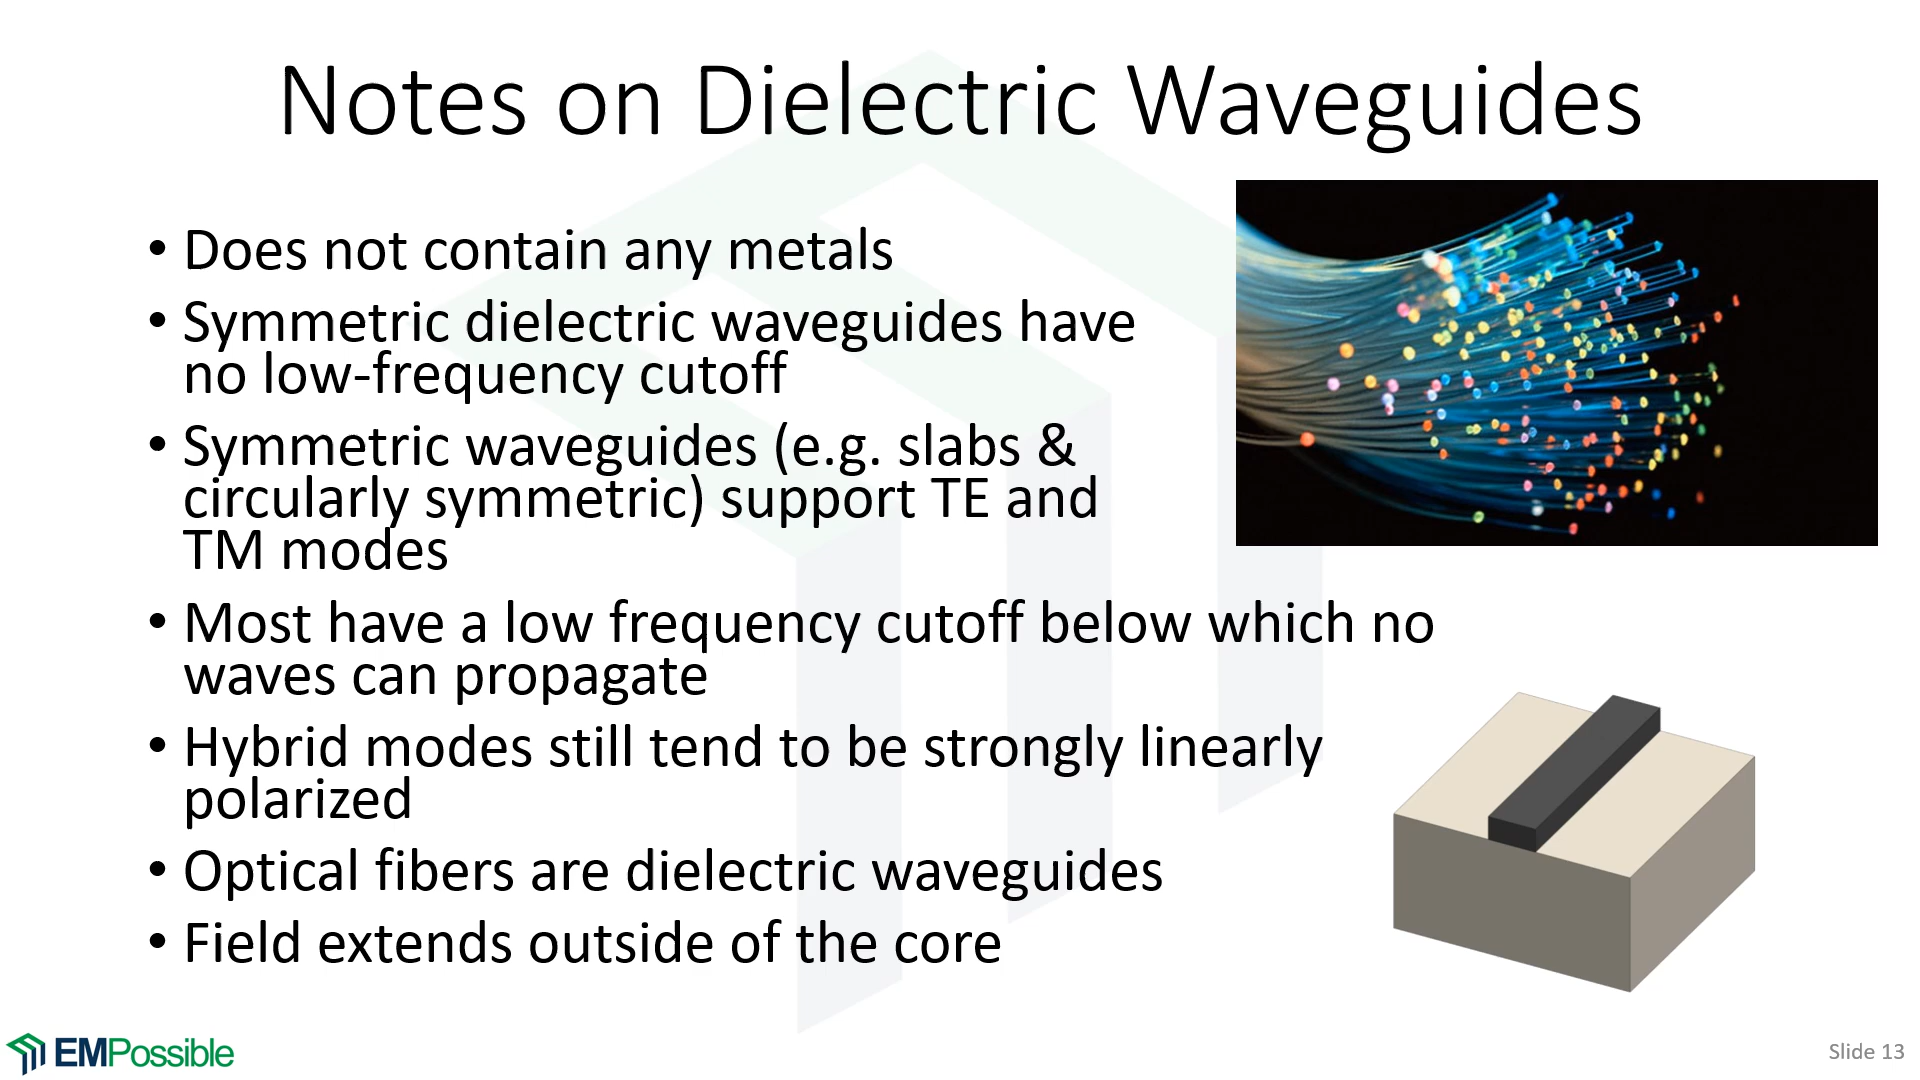 Notes on Dielectric Waveguides
• Does not contain any metals
• Symmetric dielectric waveguides have
no low-frequency cutoff
• Symmetric waveguides (e.g. slabs &
circularly symmetric) support TE and
TM modes
• Most have a low frequency cutoff below which no
waves can propagate
• Hybrid modes still tend to be strongly linearly
polarized
• Optical fibers are dielectric waveguides
• Field extends outside of the core
EMPossible
Slide 13